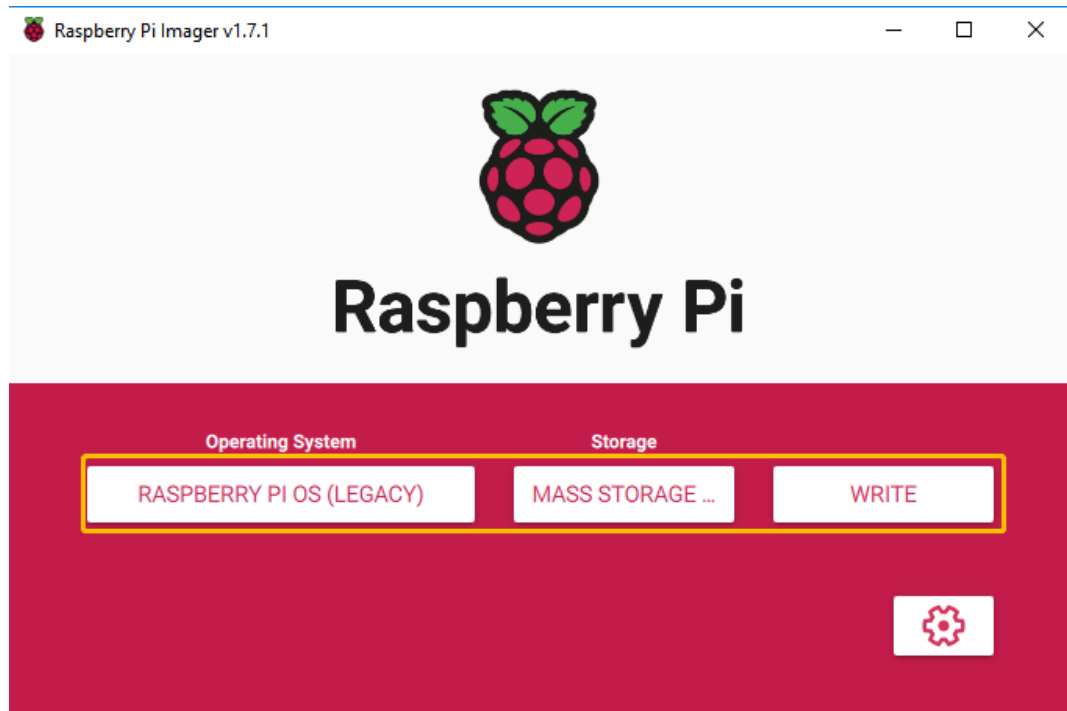 Raspberry Pi Imager v1.7.1
Raspberry Pi
Operating System Storage
RASPBERRY PI OS (LEGACY) MASS STORAGE ... WRITE